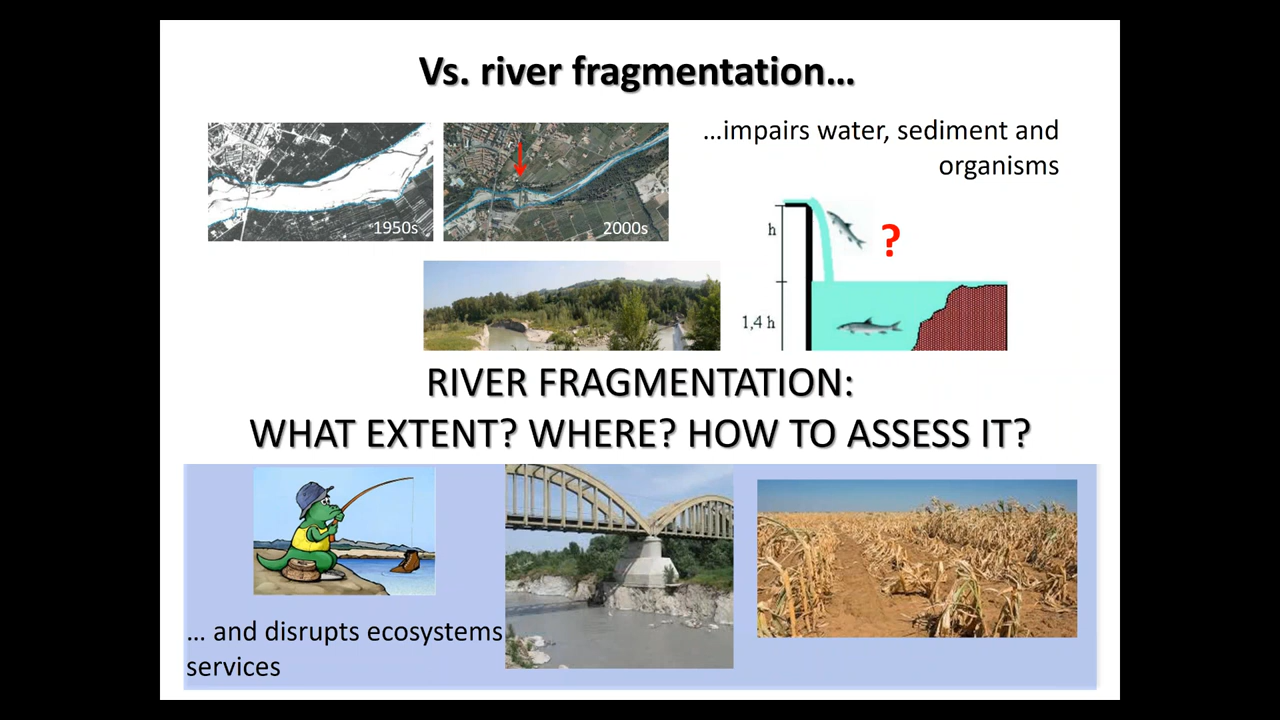 Vs. river fragmentation…
…impairs water, sediment and
organisms
1950s
2000s
h
?
1,4 h
RIVER FRAGMENTATION:
WHAT EXTENT? WHERE? HOW TO ASSESS IT?
… and disrupts ecosystems
services